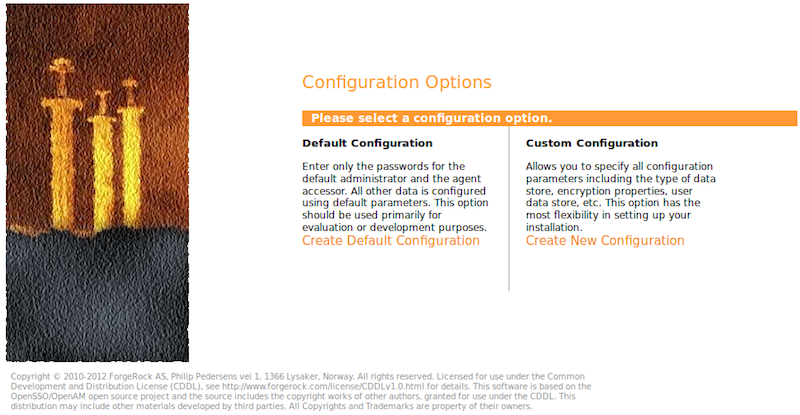 Configuration Options
Please select a configuration option.
Default Configuration
Enter only the passwords for the
default administrator and the agent
accessor. All other data is configured
using default parameters. This option
should be used primarily for
evaluation or development purposes.
Create Default Configuration
Custom Configuration
Allows you to specify all configuration
parameters including the type of data
store, encryption properties, user
data store, etc. This option has the
most flexibility in setting up your
installation.
Create New Configuration
Copyright © 2010-2012 ForgeRock AS, Philip Pedersens vei 1, 1366 Lysaker, Norway. All rights reserved. Licensed for use under the Common
Development and Distribution License (CDDL), see http://www.forgerock.com/license/CDDLv1.0.html for details. This software is based on the
OpenSSO/OpenAM open source project and the source includes the copyright works of other authors, granted for use under the CDDL. This
distribution may include other materials developed by third parties. All Copyrights and Trademarks are property of their owners.